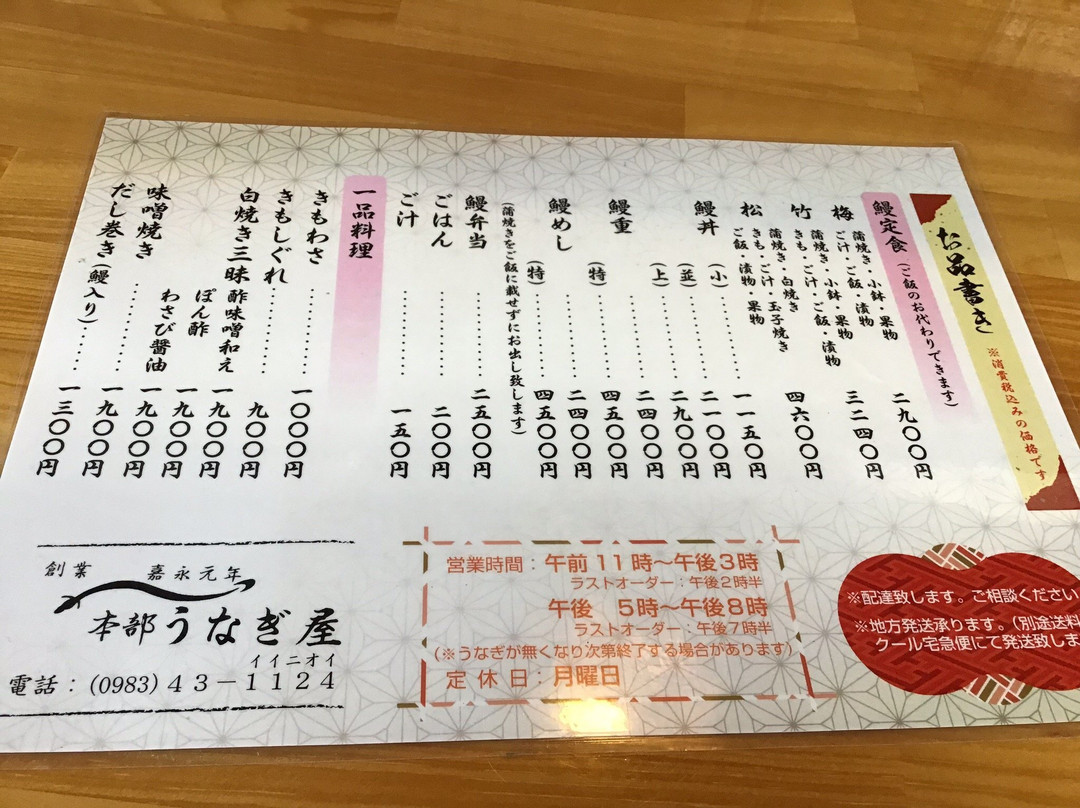 お品書き
※消費税込みの価格です
鰻定食(ご飯のお代わりできます)
梅 蒲焼き・小鉢・果物
ご汁・ご飯・漬物 二九〇〇円
竹 蒲焼き・小鉢・果物
きも・ご汁・ご飯・漬物 三二四〇円
松 蒲焼き・白焼き
きも・ご汁・玉子焼き
ご飯・漬物・果物 四六〇〇円
鰻丼 (小)………一一五〇円
(並)………二一〇〇円
(上)………二九〇〇円
鰻重 ………二四〇〇円
(特)………四五〇〇円
鰻めし ………二四〇〇円
(特)………四五〇〇円
(蒲焼きをご飯に載せずにお出し致します)
鰻弁当 ………二五〇〇円
ごはん ………二〇〇円
ご汁 ………一五〇円
一品料理
きもわさ………一〇〇〇円
きもしぐれ………九〇〇円
白焼き三昧 酢味噌和え 一九〇〇円
ぽん酢 一九〇〇円
わさび醤油 一九〇〇円
味噌焼き………一九〇〇円
だし巻き(鰻入り)……一三〇〇円
創業 嘉永元年
本部うなぎ屋
イイニオイ
電話:(0983)43-1124
営業時間:午前11時〜午後3時
ラストオーダー:午後2時半
午後 5時〜午後8時
ラストオーダー:午後7時半
(※うなぎが無くなり次第終了する場合があります)
定休日:月曜日
※配達致します。ご相談ください
※地方発送承ります。(別途送料
クール宅急便にて発送致しま